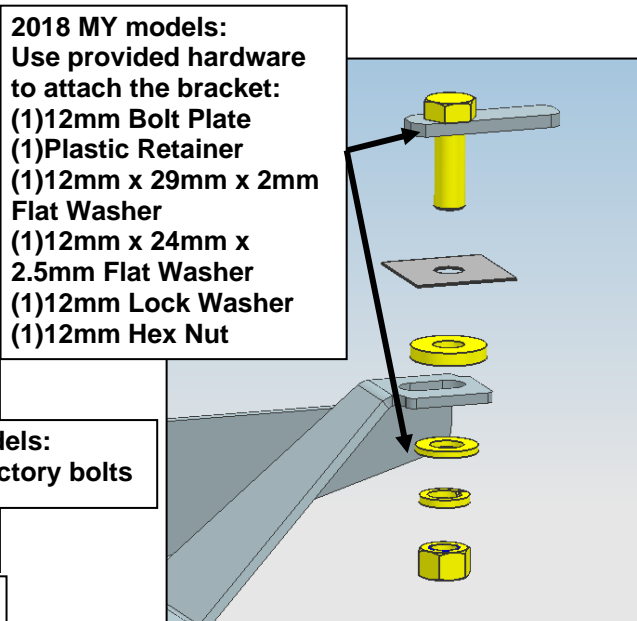 2018 MY models:
Use provided hardware
to attach the bracket:
(1)12mm Bolt Plate
(1)Plastic Retainer
(1)12mm x 29mm x 2mm
Flat Washer
(1)12mm x 24mm x
2.5mm Flat Washer
(1)12mm Lock Washer
(1)12mm Hex Nut
dels:
ctory bolts